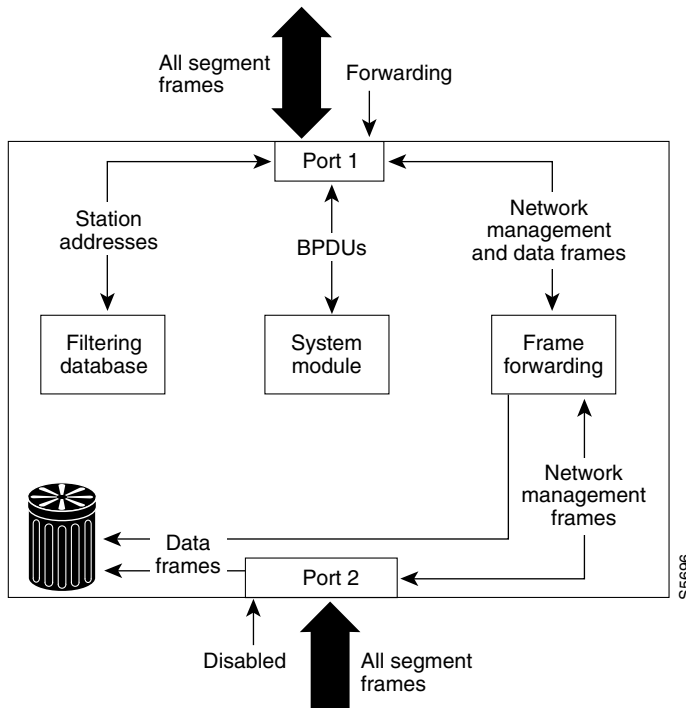 All segment
frames
Forwarding
Port 1
Station
addresses
BPDUs
Network
management
and data frames
Filtering
database
System
module
Frame
forwarding
Network
management
frames
Data
frames
Port 2
Disabled
All segment
frames
S5696